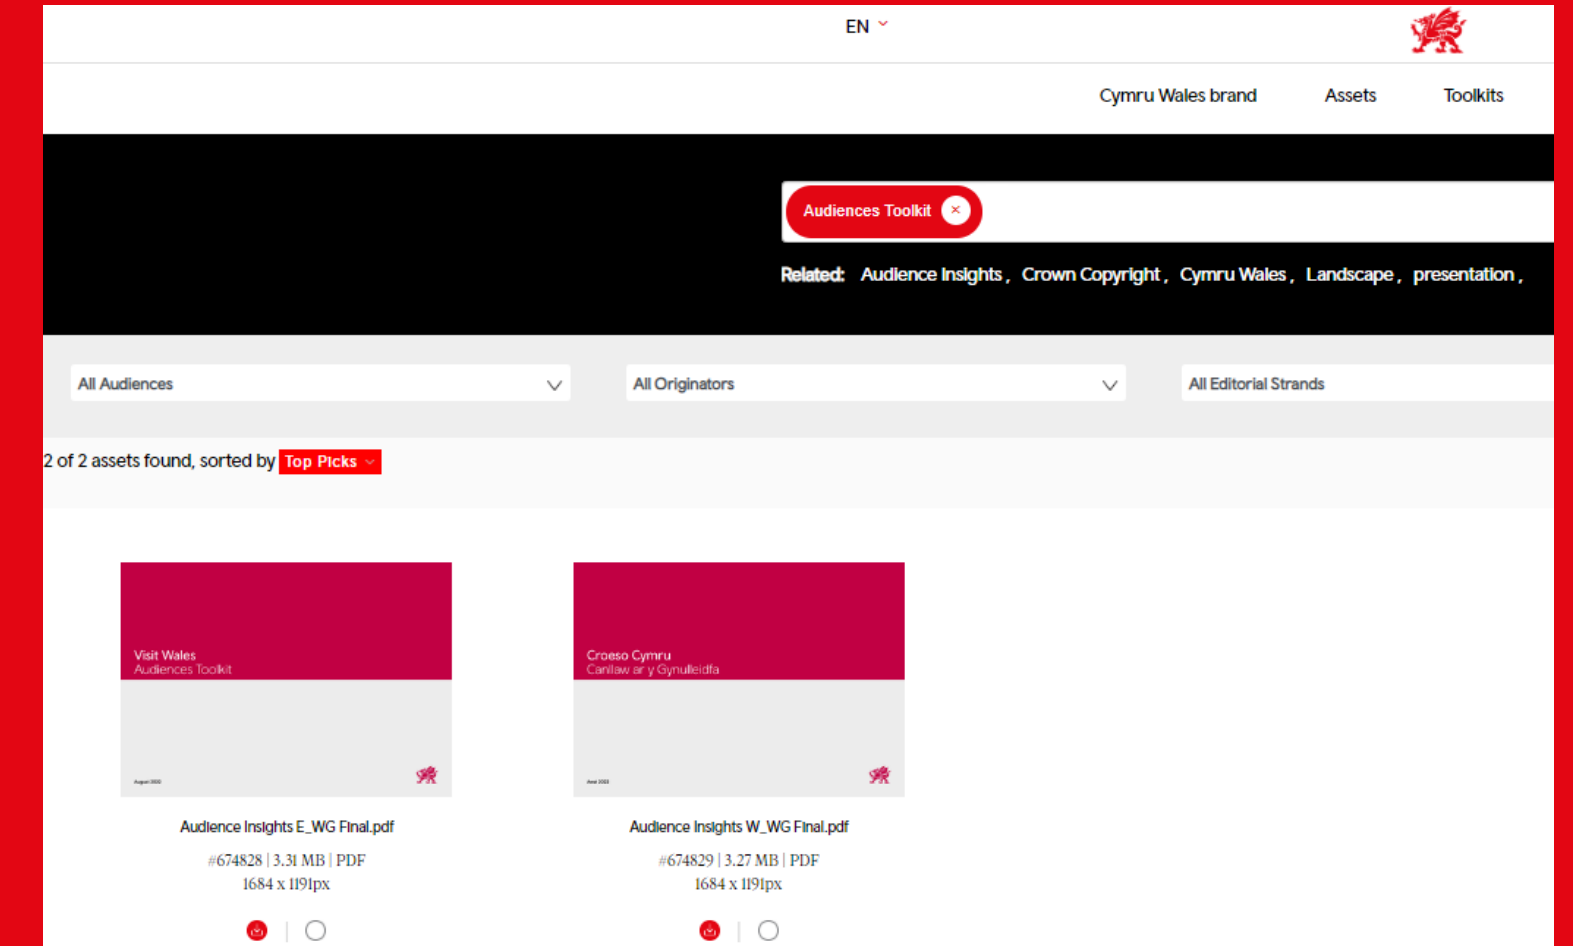 EN
Cymru Wales brand Assets Toolkits
Audiences Toolkit ×
Related: Audience Insights , Crown Copyright , Cymru Wales , Landscape , presentation ,
All Audiences All Originators All Editorial Strands
2 of 2 assets found, sorted by Top Picks
Visit Wales
Audiences Toolkit
August 2022
Croeso Cymru
Canllaw ar y Gynulleidfa
Audience Insights E_WG Final.pdf
#674828 | 3.31 MB | PDF
1684 x 1191px
Audience Insights W_WG Final.pdf
#674829 | 3.27 MB | PDF
1684 x 1191px